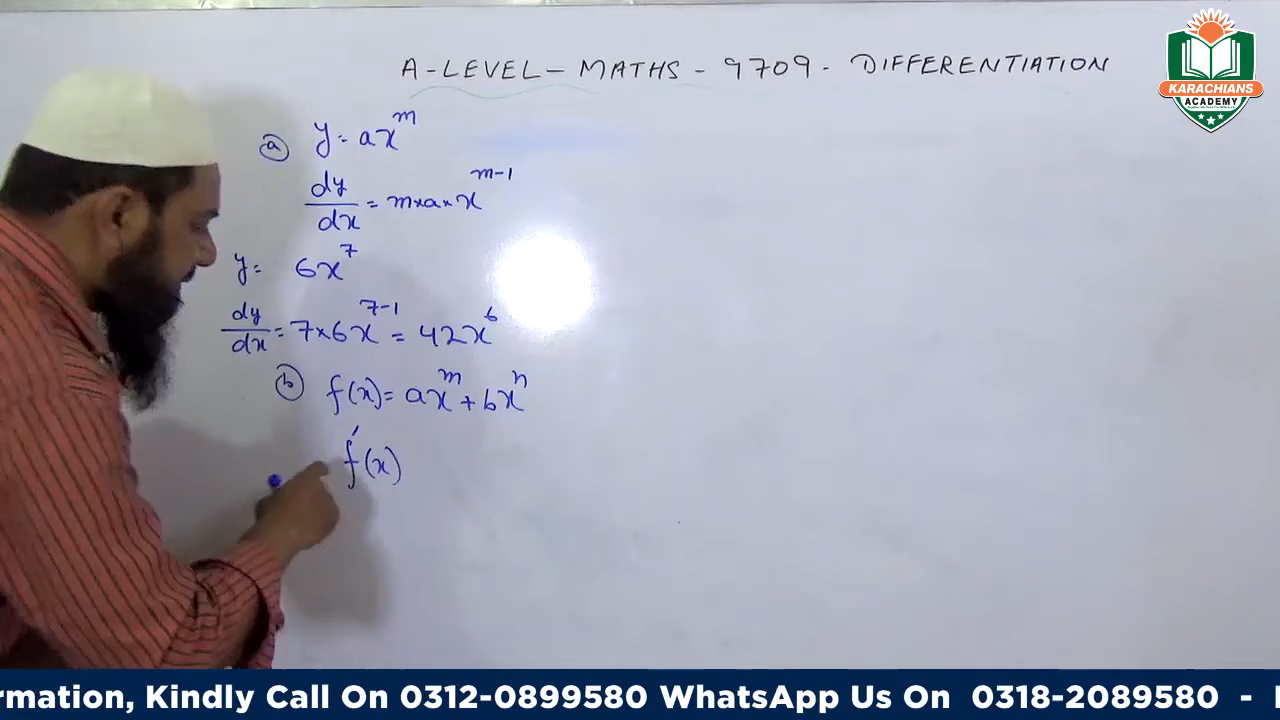 A-LEVEL-MATHS-9709-DIFFERENTIATION
KARACHIANS
ACADEMY
(a) y = ax^m
dy/dx = m×a×x^(m-1)
y = 6x^7
dy/dx = 7×6x^(7-1) = 42x^6
(b) f(x) = ax^m + bx^n
f'(x)
rmation, Kindly Call On 0312-0899580 WhatsApp Us On 0318-2089580 -